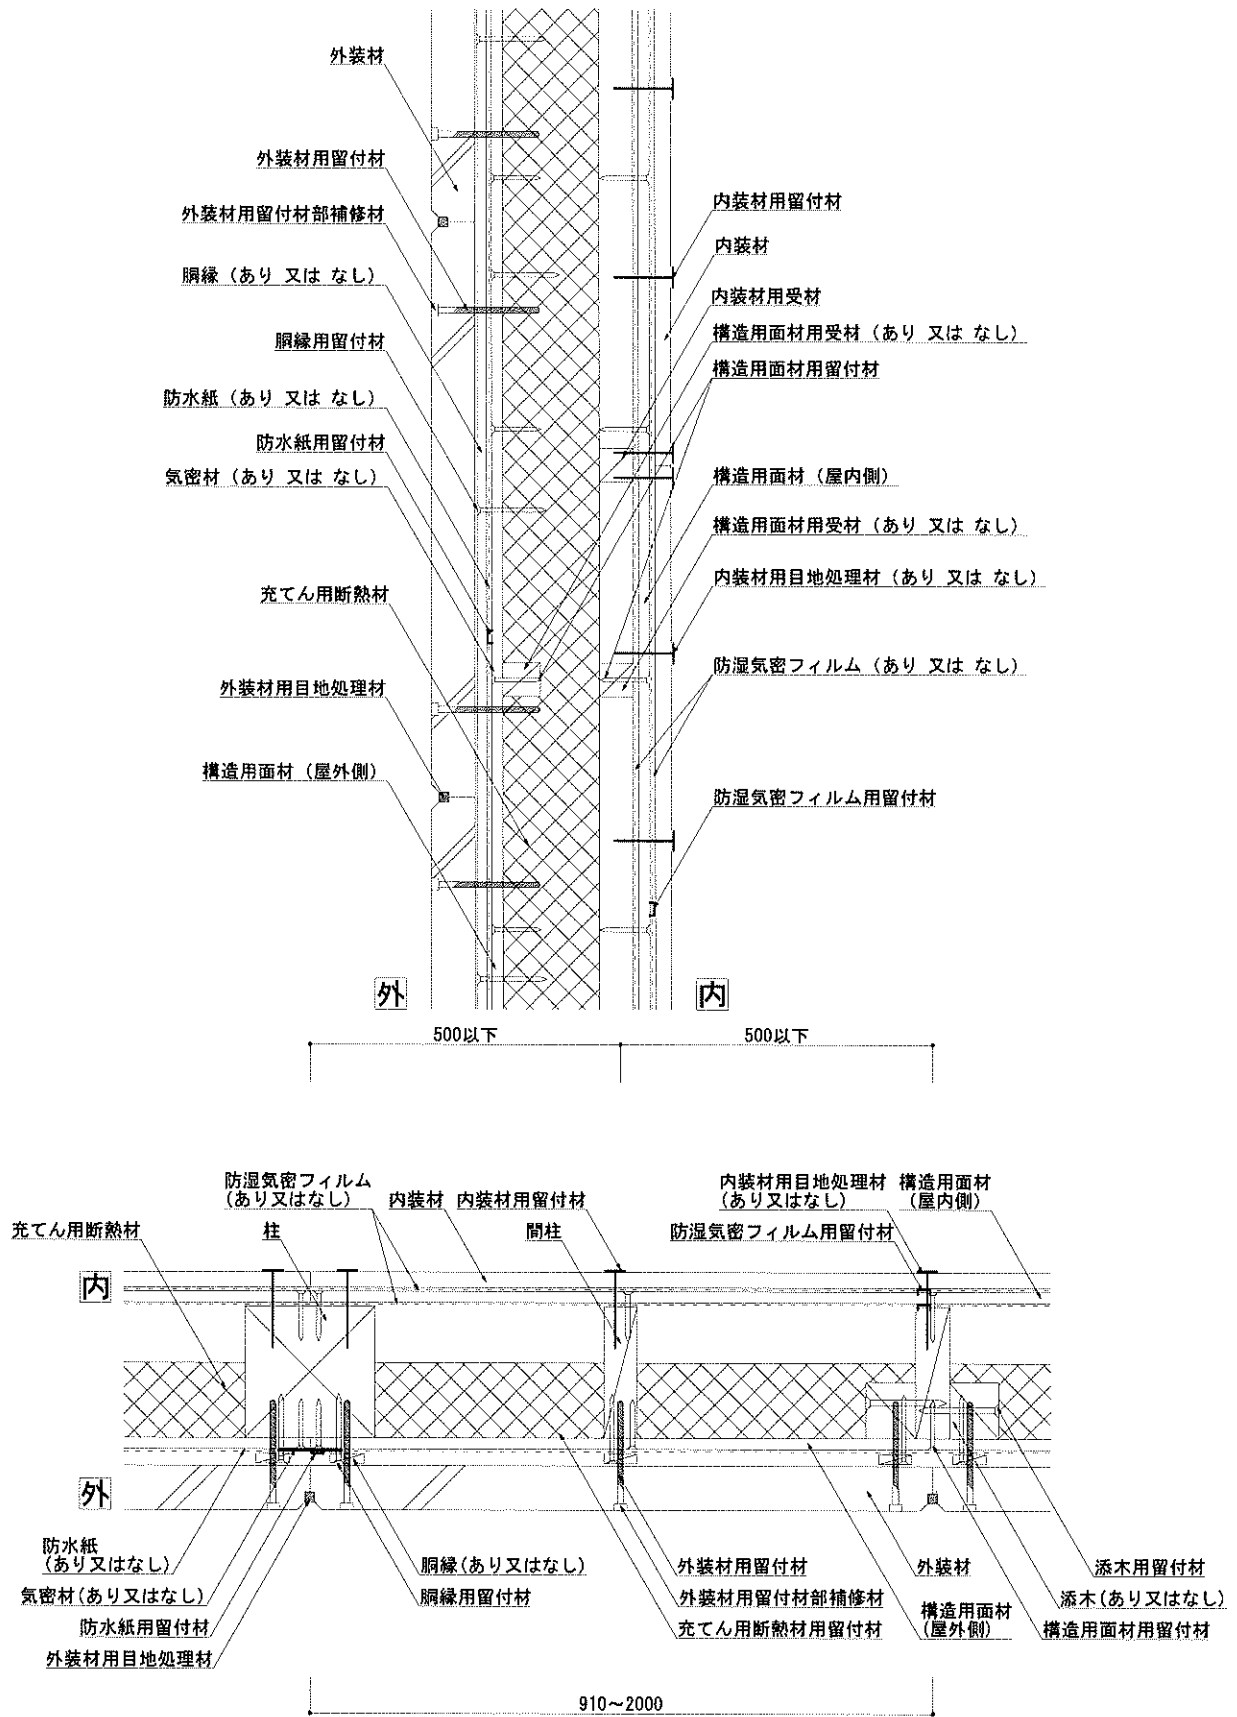 外装材
外装材用留付材
外装材用留付材部補修材
胴縁（あり 又は なし）
胴縁用留付材
防水紙（あり 又は なし）
防水紙用留付材
気密材（あり 又は なし）
充てん用断熱材
外装材用目地処理材
構造用面材（屋外側）
内装材用留付材
内装材
内装材用受材
構造用面材用受材（あり 又は なし）
構造用面材用留付材
構造用面材（屋内側）
構造用面材用受材（あり 又は なし）
内装材用目地処理材（あり 又は なし）
防湿気密フィルム（あり 又は なし）
防湿気密フィルム用留付材
外
内
500以下
500以下
防湿気密フィルム
(あり又はなし)
内装材
内装材用留付材
内装材用目地処理材
(あり又はなし)
構造用面材
(屋内側)
充てん用断熱材
柱
間柱
防湿気密フィルム用留付材
内
外
防水紙
(あり又はなし)
気密材(あり又はなし)
防水紙用留付材
外装材用目地処理材
胴縁(あり又はなし)
胴縁用留付材
外装材用留付材
外装材用留付材部補修材
充てん用断熱材用留付材
外装材
構造用面材
(屋外側)
添木用留付材
添木(あり又はなし)
構造用面材用留付材
910～2000